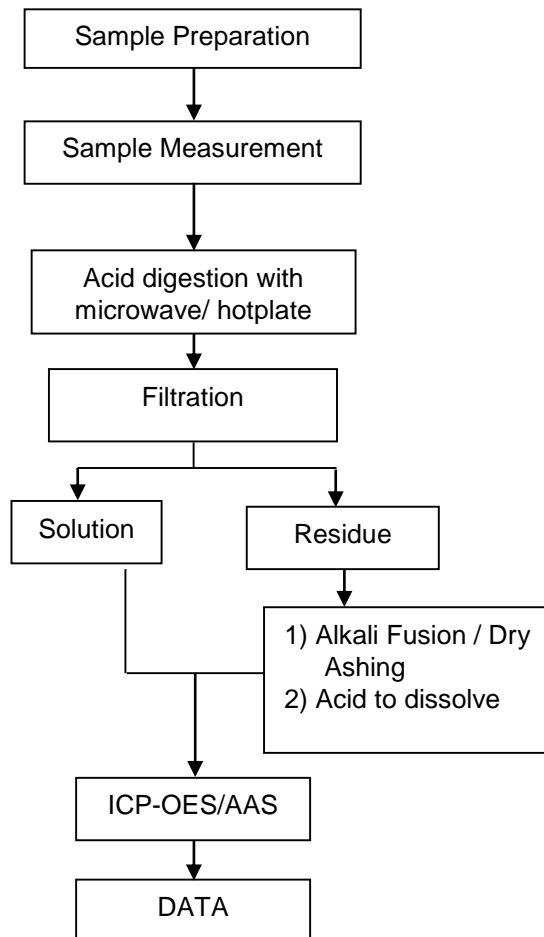 Sample Preparation
Sample Measurement
Acid digestion with
microwave/ hotplate
Filtration
Solution
Residue
1) Alkali Fusion / Dry
Ashing
2) Acid to dissolve
ICP-OES/AAS
DATA